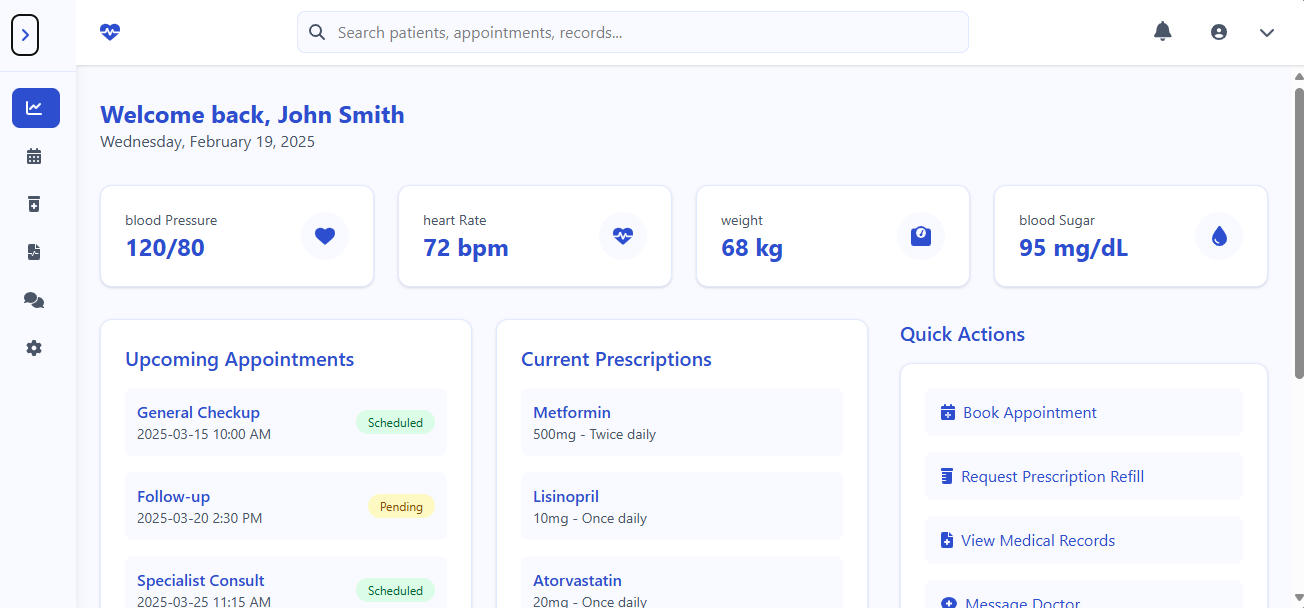 Search patients, appointments, records...
Welcome back, John Smith
Wednesday, February 19, 2025
blood Pressure
120/80
heart Rate
72 bpm
weight
68 kg
blood Sugar
95 mg/dL
Upcoming Appointments
General Checkup
2025-03-15 10:00 AM
Scheduled
Follow-up
2025-03-20 2:30 PM
Pending
Specialist Consult
2025-03-25 11:15 AM
Scheduled
Current Prescriptions
Metformin
500mg - Twice daily
Lisinopril
10mg - Once daily
Atorvastatin
20mg - Once daily
Quick Actions
Book Appointment
Request Prescription Refill
View Medical Records
Message Doctor